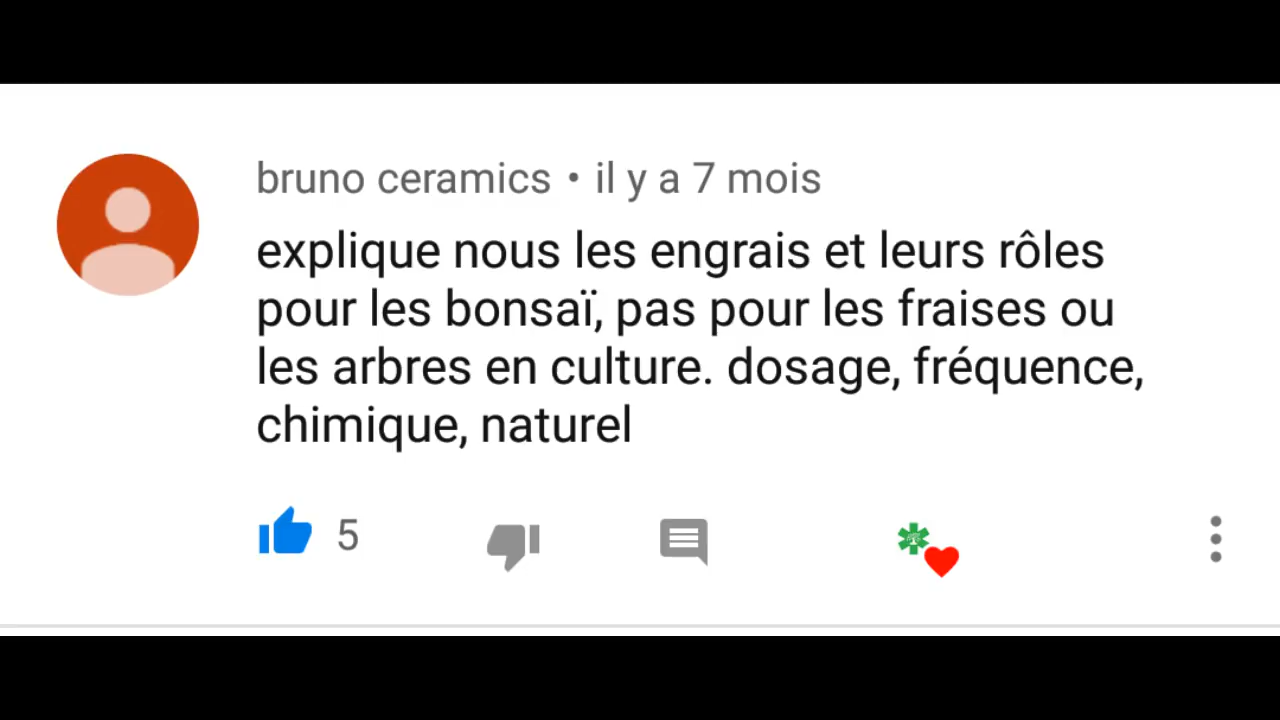 bruno ceramics • il y a 7 mois
explique nous les engrais et leurs rôles
pour les bonsaï, pas pour les fraises ou
les arbres en culture. dosage, fréquence,
chimique, naturel
5